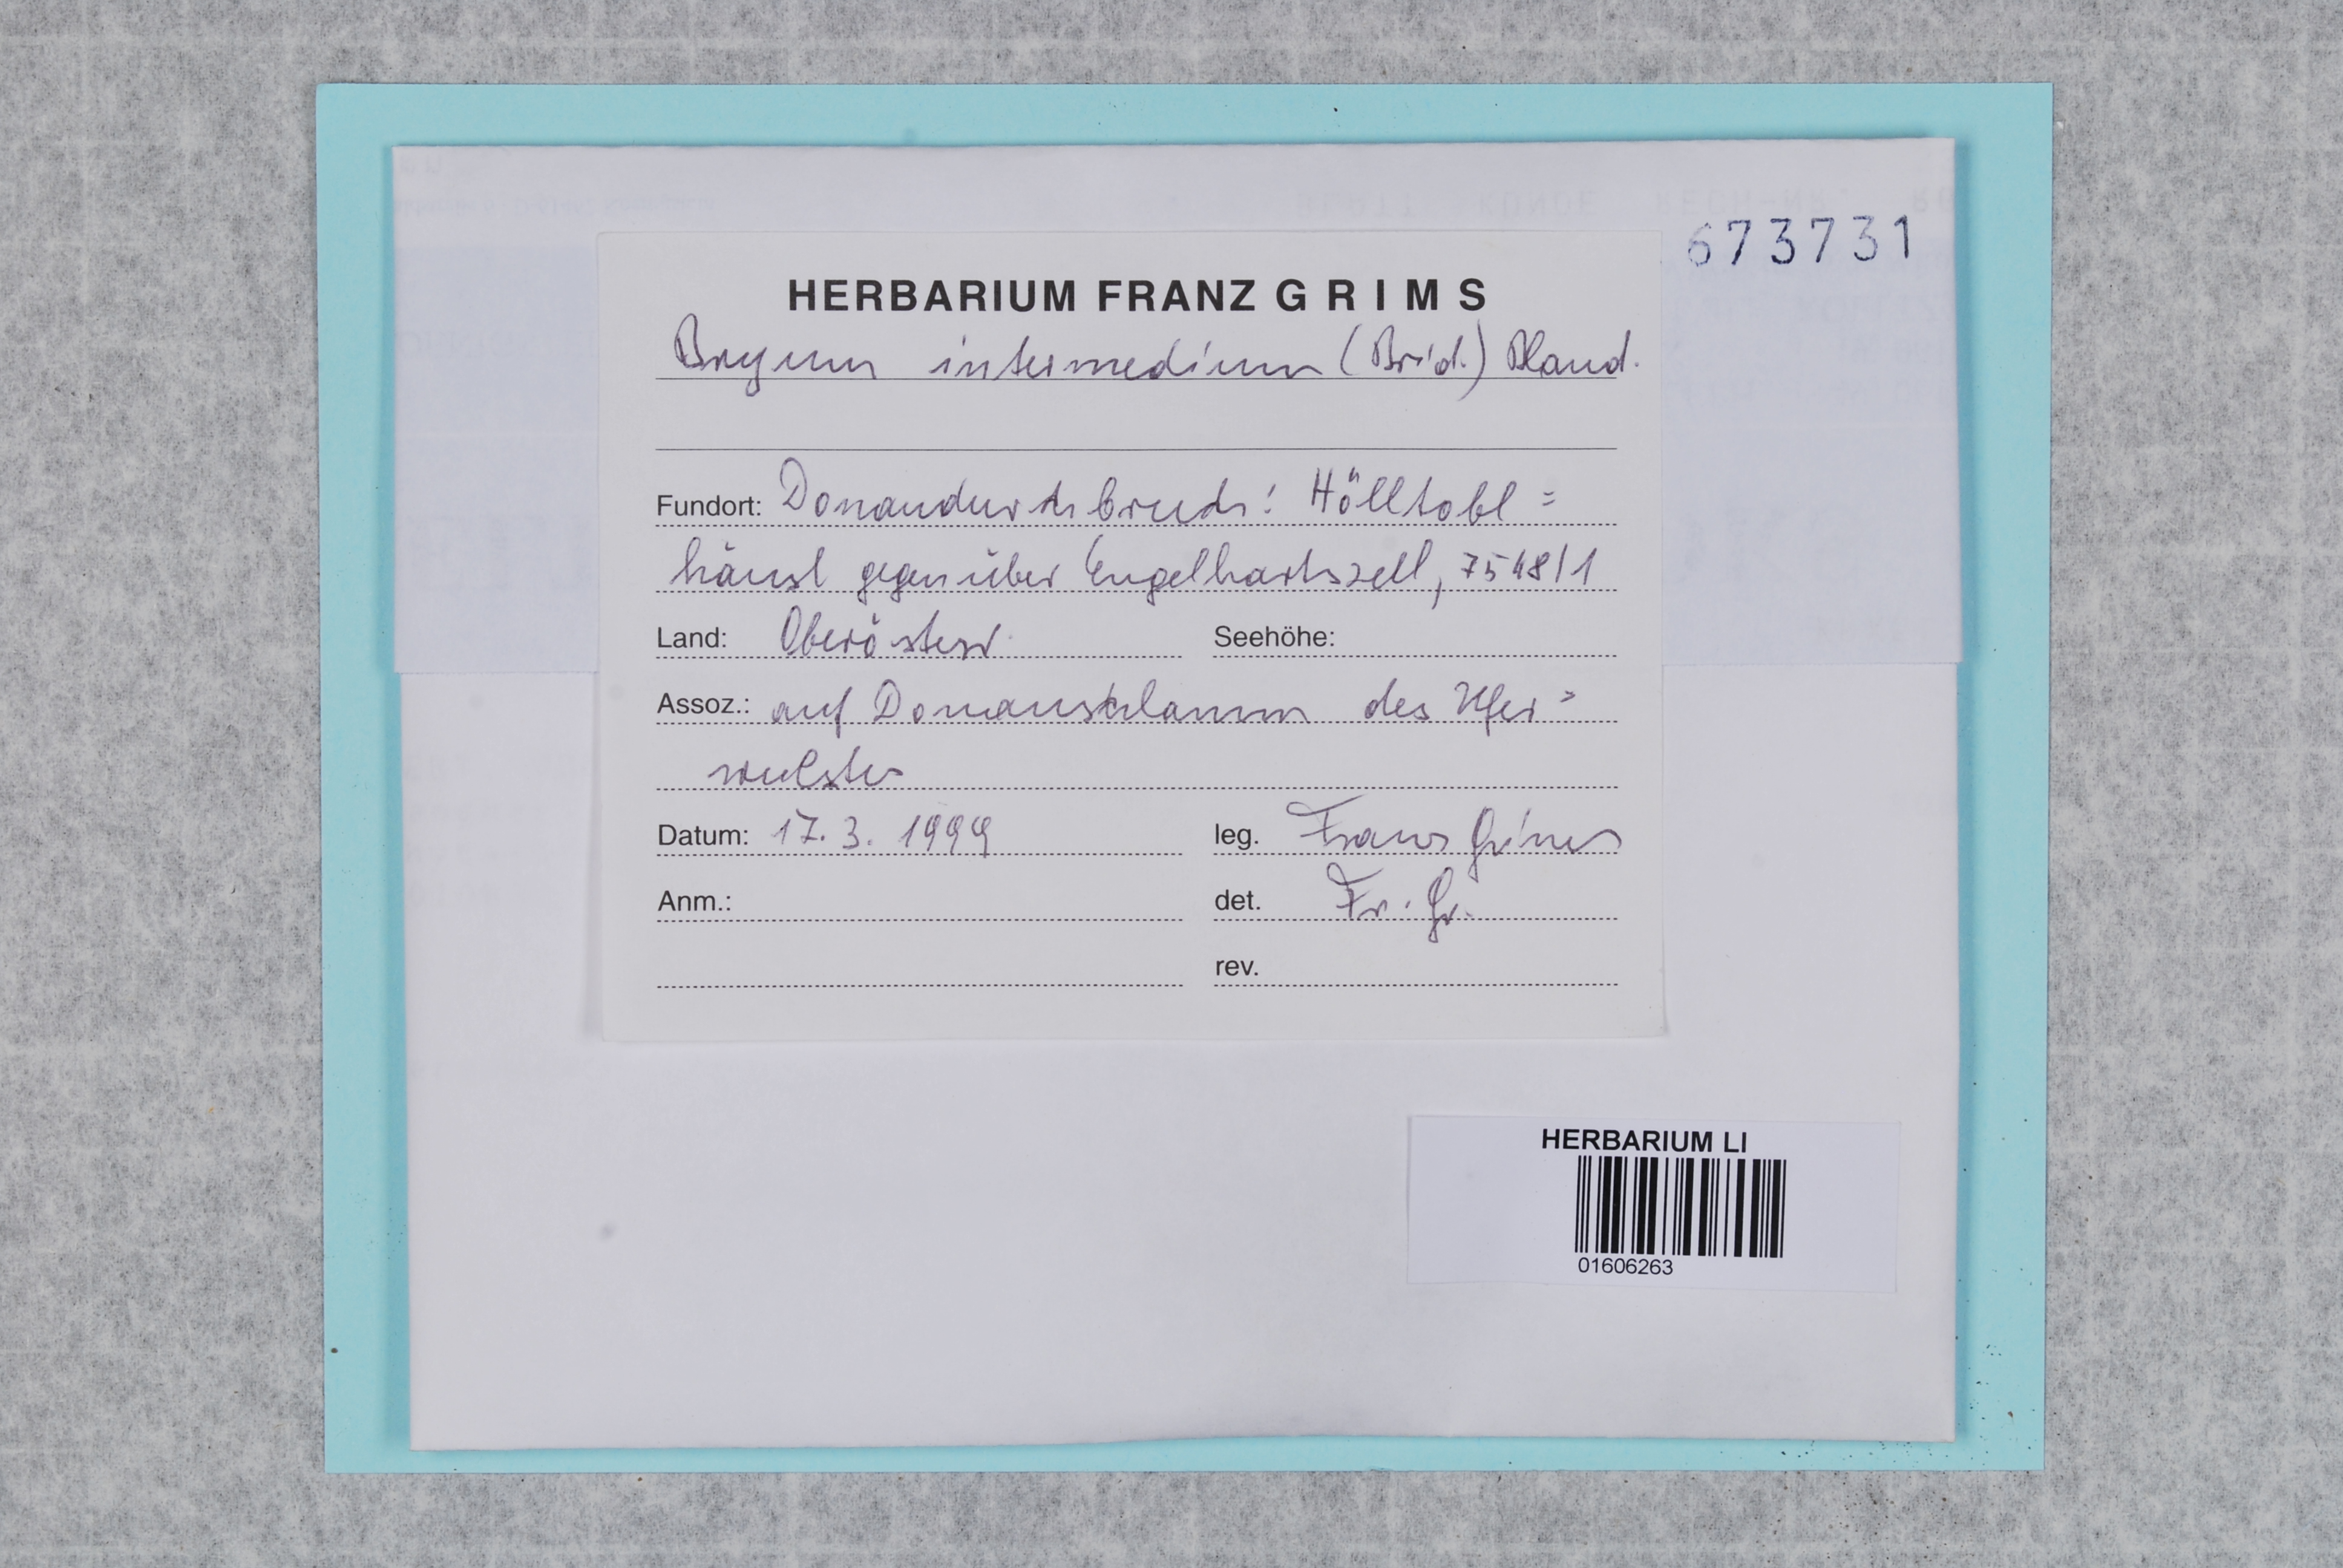 673731
HERBARIUM FRANZ G R I M S
Bryum intermedium (Brid.) Bland.
Fundort: Donaudurchbruch: Hölltobl=
häusl gegenüber Engelhartszell, 7548/1
Land: Oberösterr. Seehöhe:
Assoz.: auf Donauschlamm des Ufer=
wulstes
Datum: 17. 3. 1999 leg. Franz Grims
Anm.: det. Fr. Gr.
rev.
HERBARIUM LI
01606263